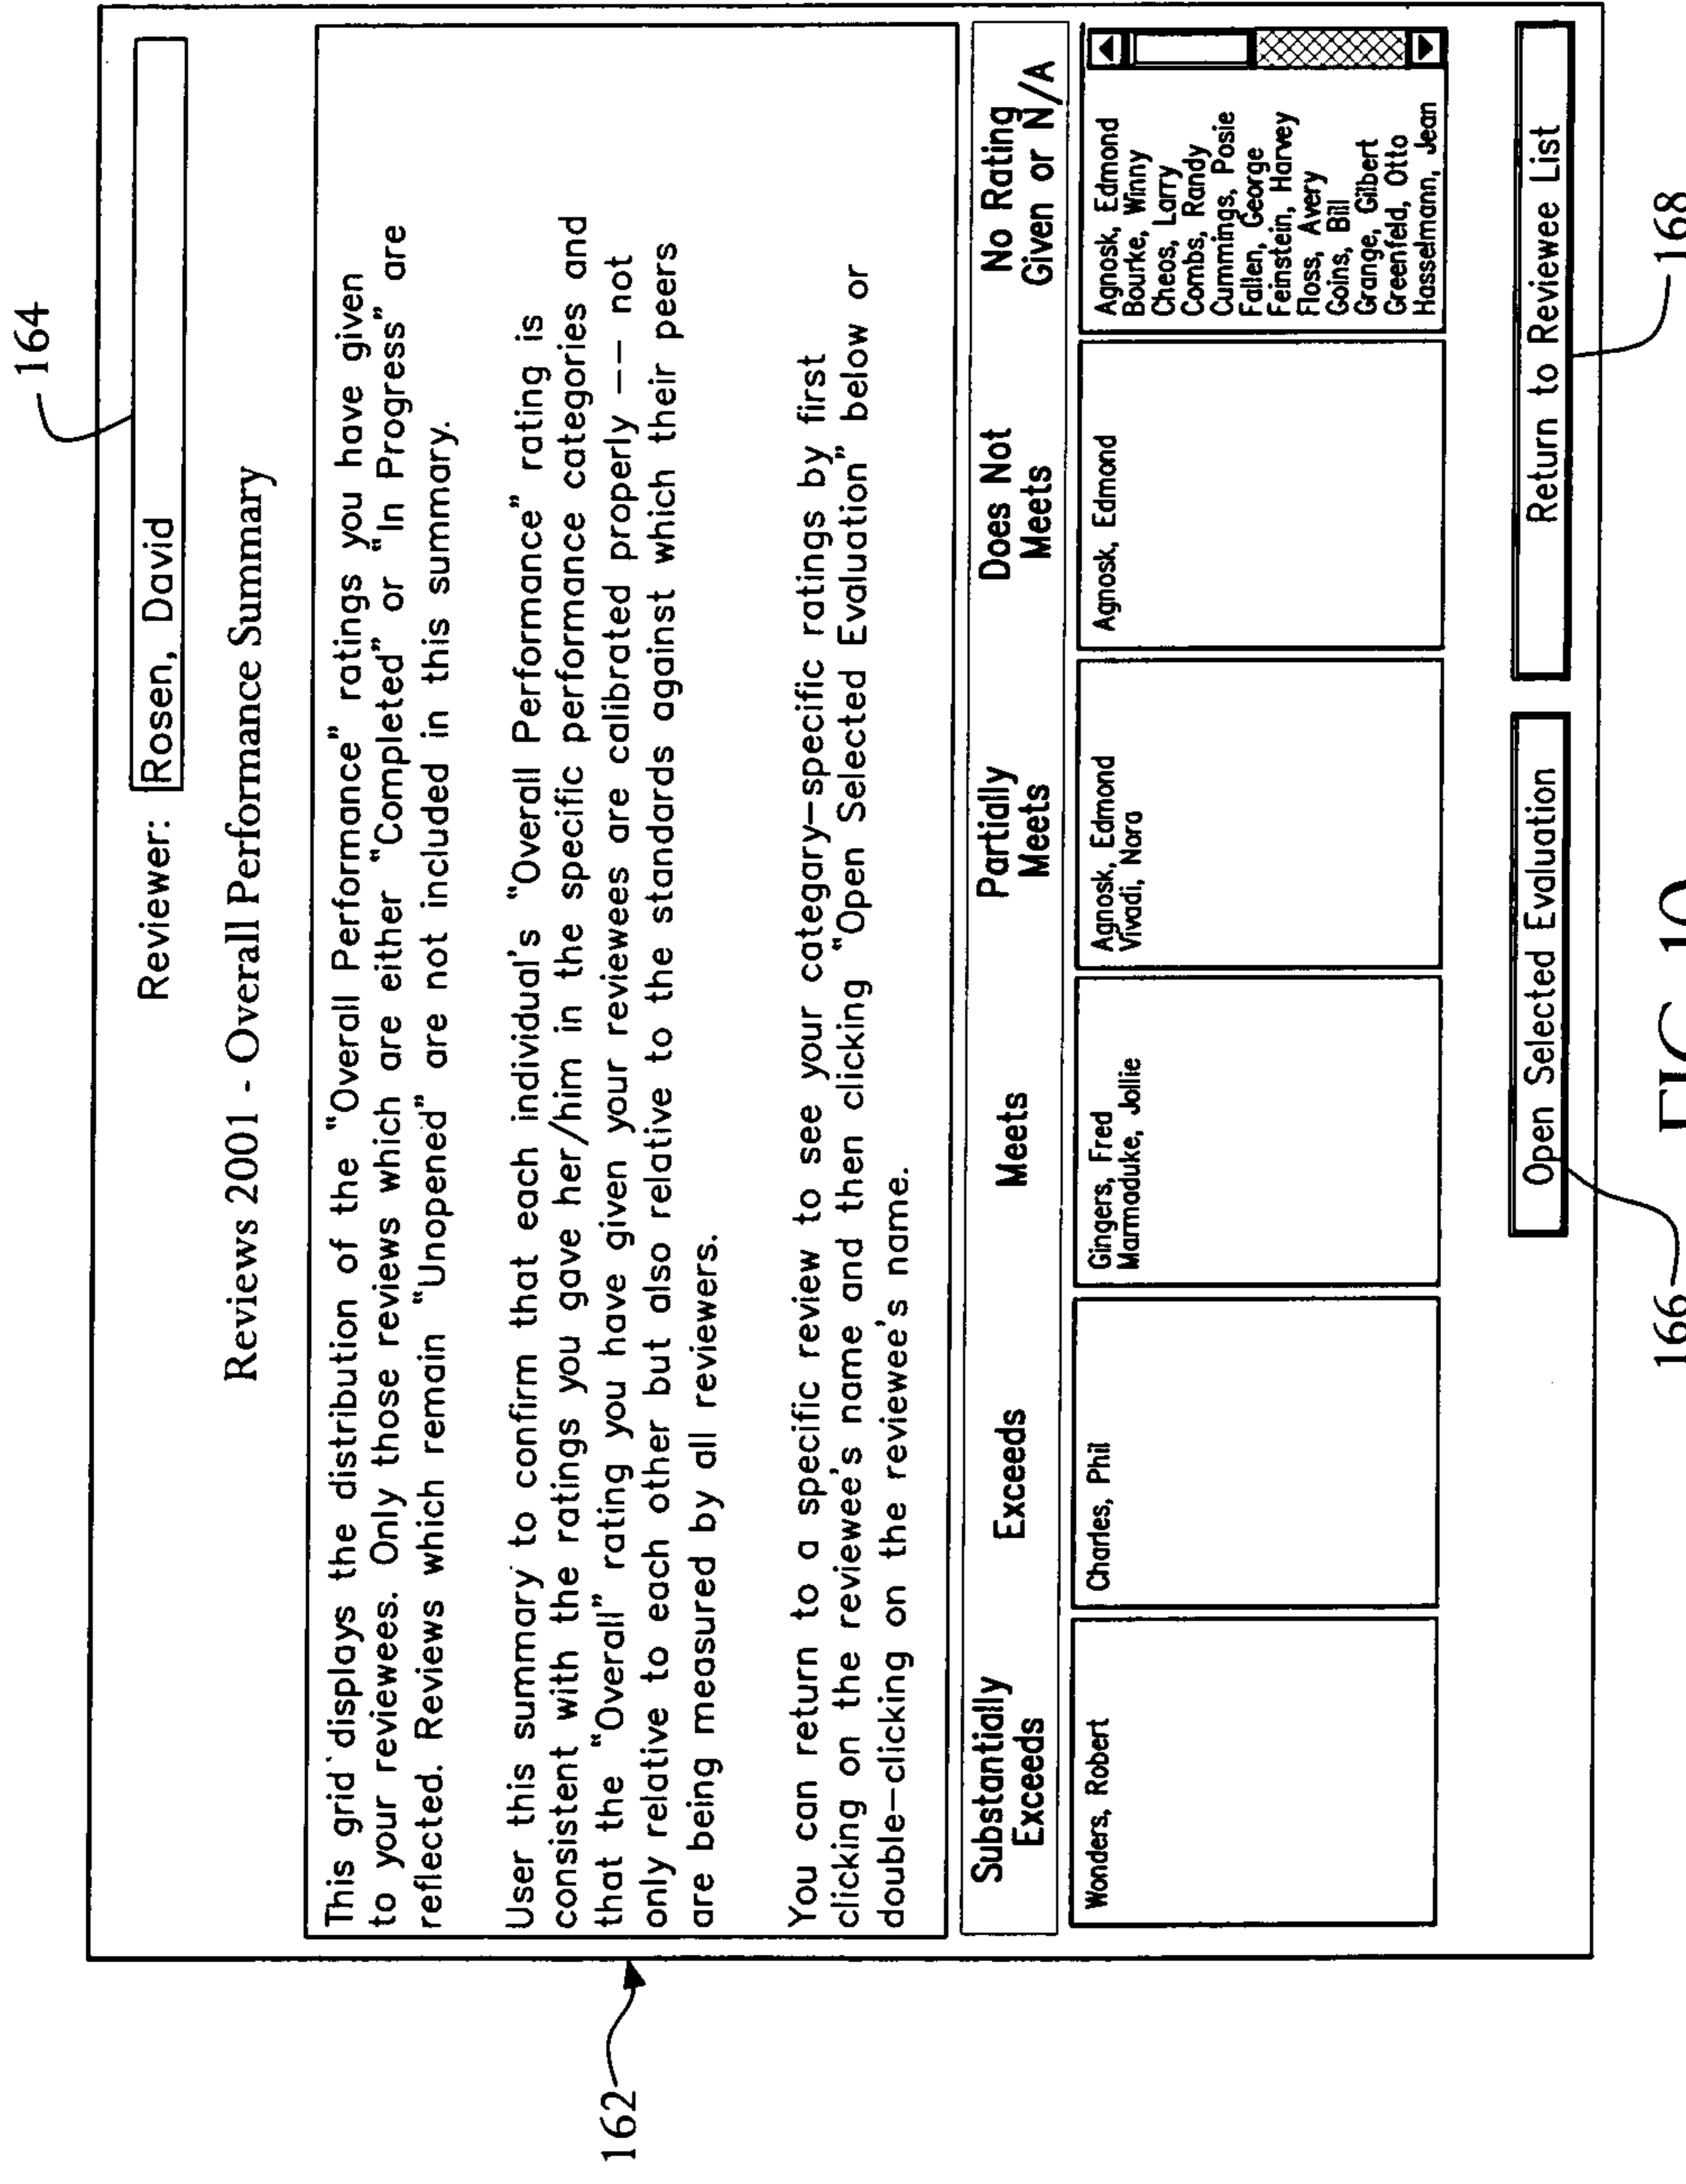 164
Reviewer: Rosen, David
Reviews 2001 - Overall Performance Summary
This grid displays the distribution of the “Overall Performance” ratings you have given
to your reviewees. Only those reviews which are either “Completed” or “In Progress” are
reflected. Reviews which remain “Unopened” are not included in this summary.
User this summary to confirm that each individual's “Overall Performance” rating is
consistent with the ratings you gave her/him in the specific performance categories and
that the “Overall” rating you have given your reviewees are calibrated properly -- not
only relative to each other but also relative to the standards against which their peers
are being measured by all reviewers.
You can return to a specific review to see your categary-specific ratings by first
clicking on the reviewee's name and then clicking “Open Selected Evaluation” below or
double-clicking on the reviewee's name.
162
Substantially
Exceeds
Exceeds
Meets
Partially
Meets
Does Not
Meets
No Rating
Given or N/A
Wonders, Robert
Charles, Phil
Gingers, Fred
Marmaduke, Jollie
Agnosk, Edmond
Vivadi, Nora
Agnosk, Edmond
Agnosk, Edmond
Bourke, Winny
Cheos, Larry
Combs, Randy
Cummings, Posie
Fallen, George
Feinstein, Harvey
Floss, Avery
Goins, Bill
Grange, Gilbert
Greenfeld, Otto
Hasselmann, Jean
Open Selected Evaluation
Return to Reviewee List
166
168